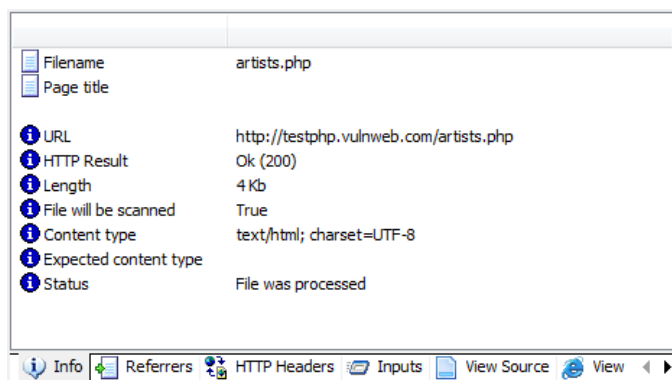 Filename artists.php
Page title
URL http://testphp.vulnweb.com/artists.php
HTTP Result Ok (200)
Length 4 Kb
File will be scanned True
Content type text/html; charset=UTF-8
Expected content type
Status File was processed
Info Referrers HTTP Headers Inputs View Source View